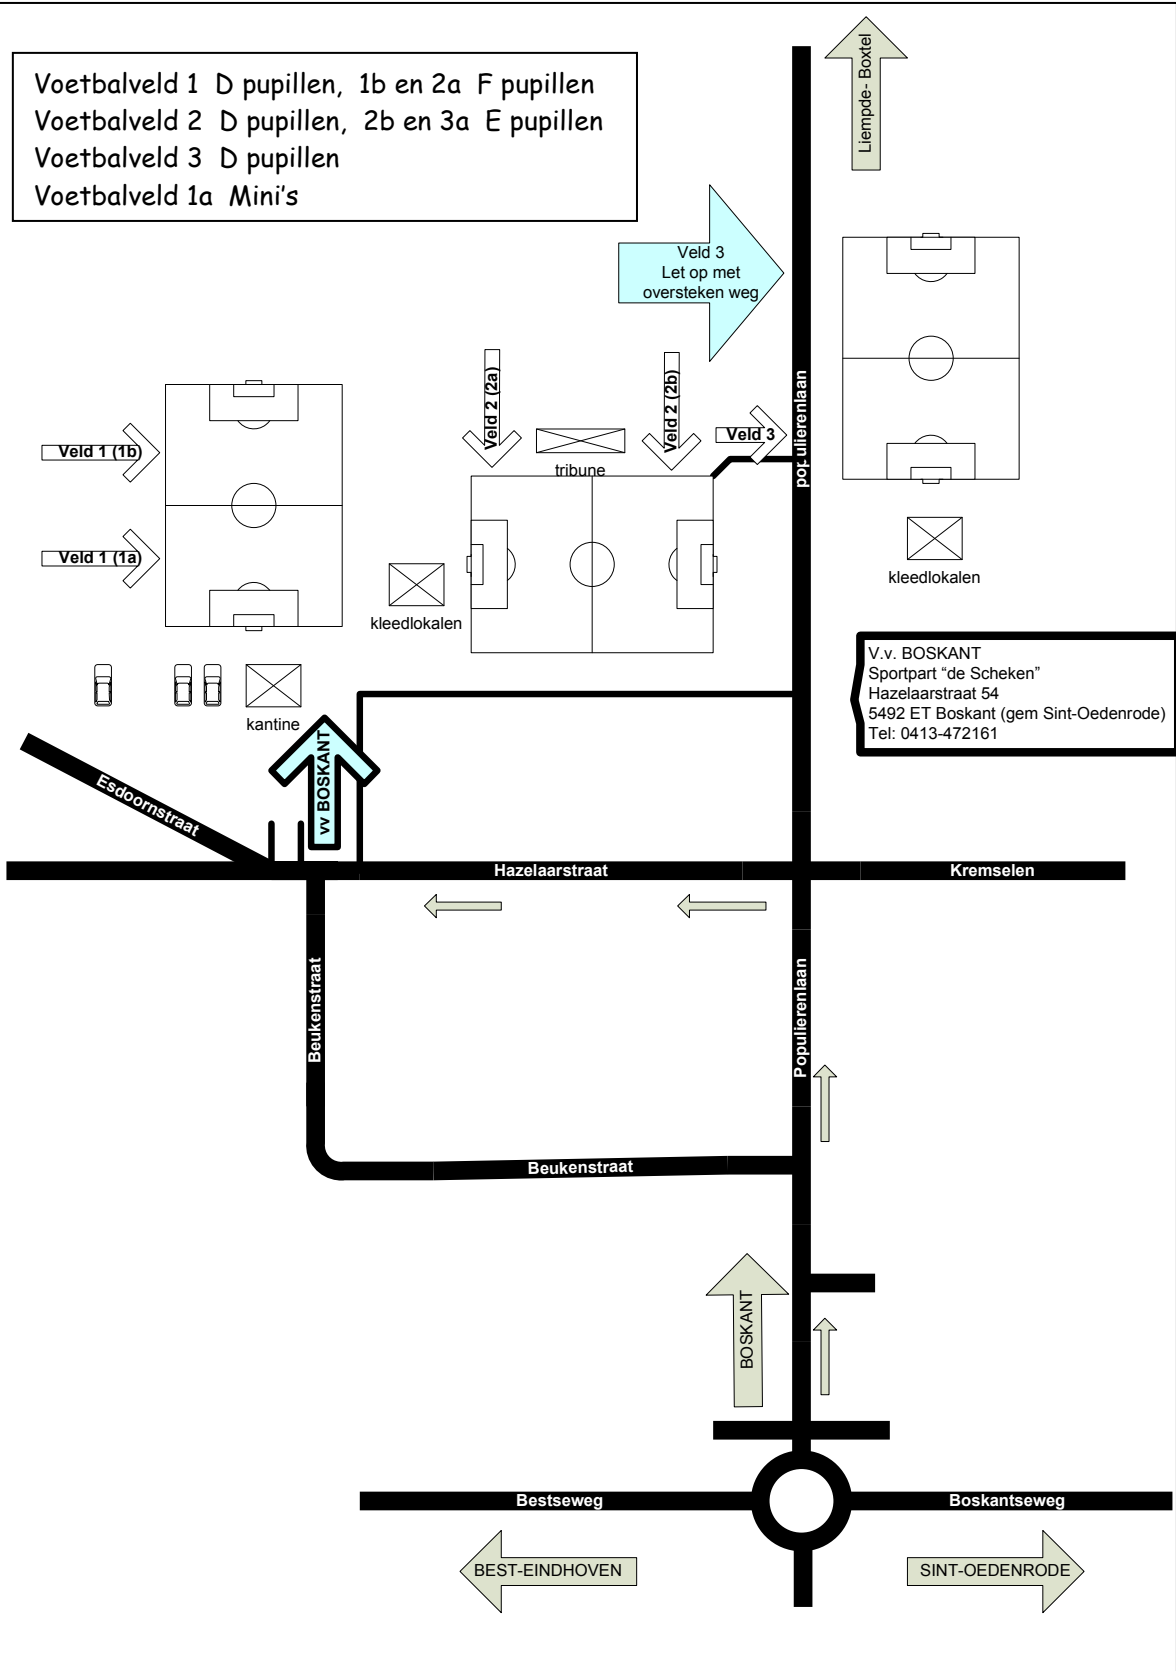 Voetbalveld 1 D pupillen, 1b en 2a F pupillen
Voetbalveld 2 D pupillen, 2b en 3a E pupillen
Voetbalveld 3 D pupillen
Voetbalveld 1a Mini's
Liempde- Boxtel
Veld 3
Let op met
oversteken weg
Veld 1 (1b)
Veld 1 (1a)
Veld 2 (2a)
Veld 2 (2b)
Veld 3
tribune
populierenlaan
kleedlokalen
kleedlokalen
kantine
V.v. BOSKANT
Sportpart “de Scheken”
Hazelaarstraat 54
5492 ET Boskant (gem Sint-Oedenrode)
Tel: 0413-472161
vv BOSKANT
Esdoornstraat
Hazelaarstraat
Kremselen
Beukenstraat
Populierenlaan
Beukenstraat
BOSKANT
Bestseweg
Boskantseweg
BEST-EINDHOVEN
SINT-OEDENRODE